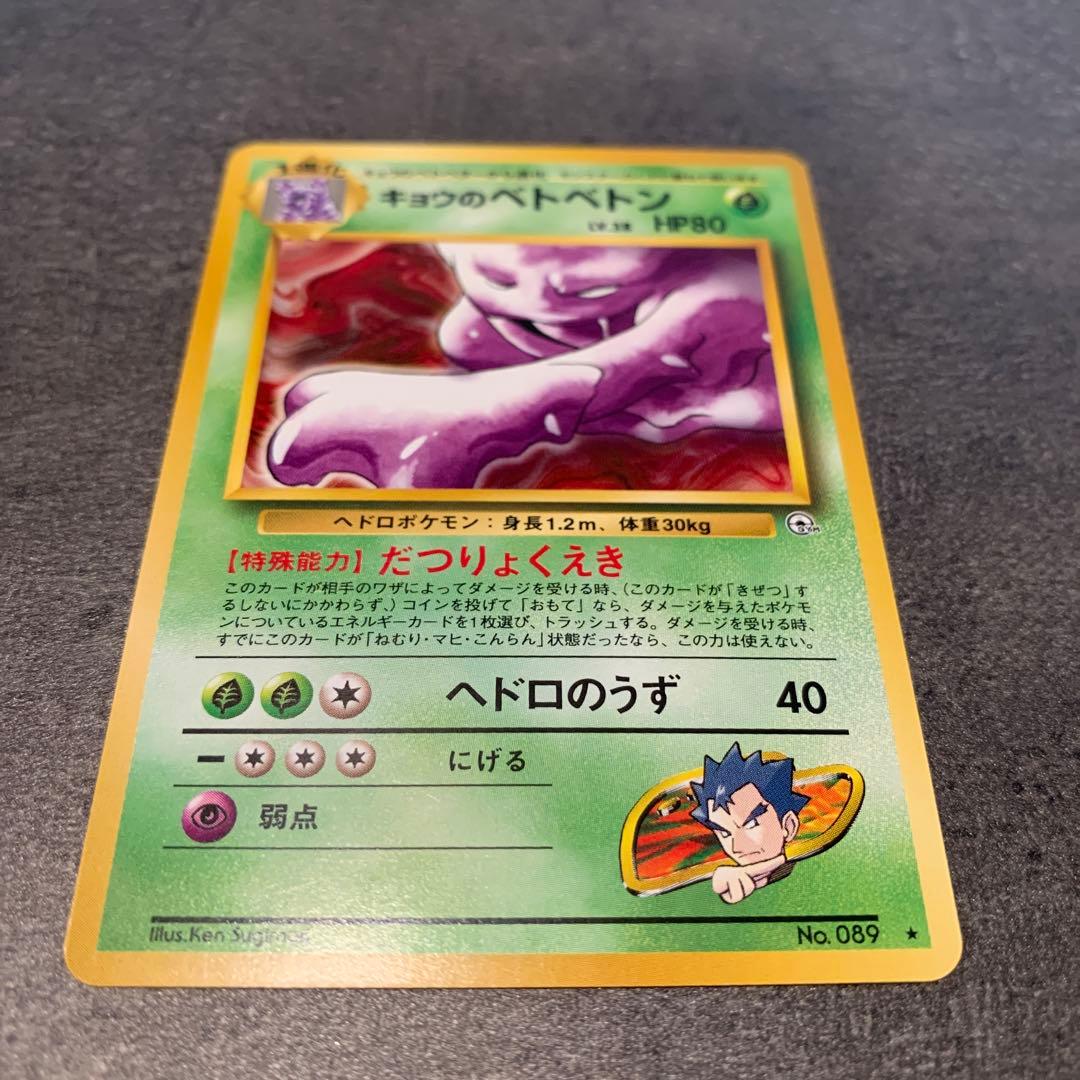 キョウのベトベトン
HP80
ヘドロポケモン：身長1.2m、体重30kg
【特殊能力】だつりょくえき
このカードが相手のワザによってダメージを受ける時、（このカードが「きぜつ」す
るしないにかかわらず、）コインを投げて「おもて」なら、ダメージを与えたポケモ
ンについているエネルギーカードを1枚選び、トラッシュする。ダメージを受ける時、
すでにこのカードが「ねむり・マヒ・こんらん」状態だったなら、この力は使えない。
ヘドロのうず 40
ー にげる
弱点
Illus. Ken Sugimori
No. 089 ★